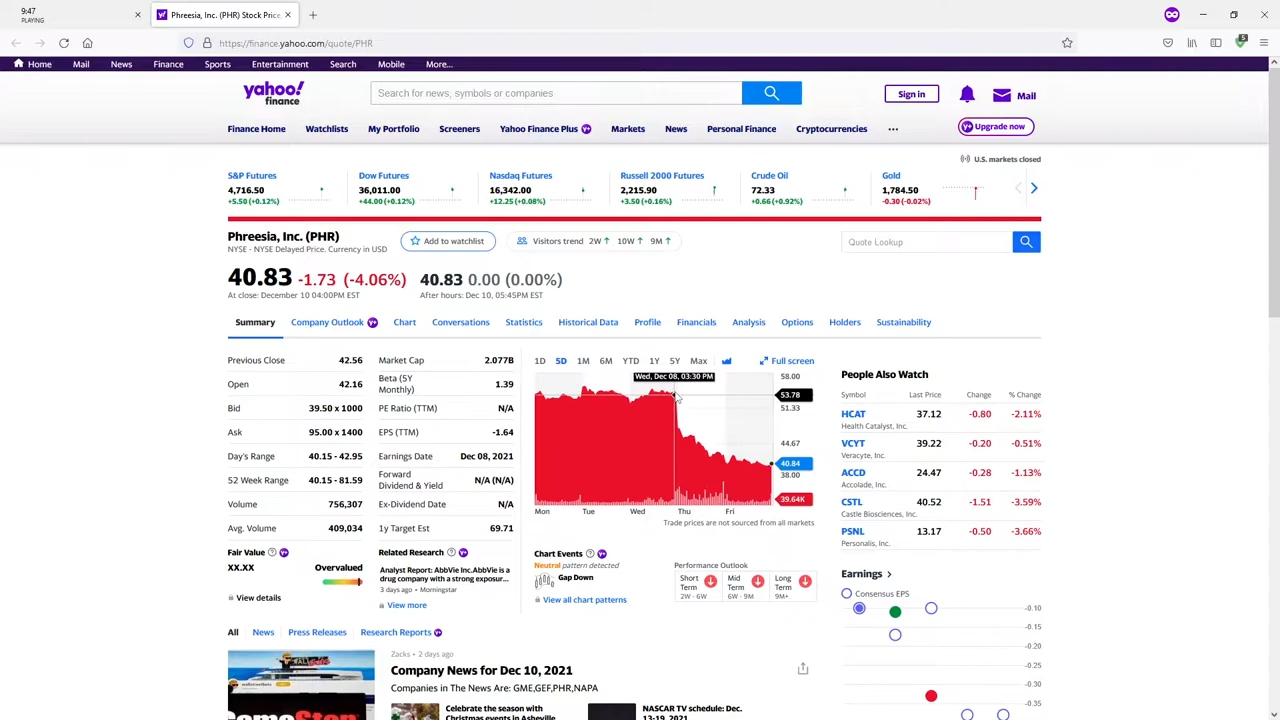 9:47
PLAYING
Phreesia, Inc. (PHR) Stock Price,
https://finance.yahoo.com/quote/PHR
5
Home Mail News Finance Sports Entertainment Search Mobile More...
yahoo!
finance
Search for news, symbols or companies
Sign in
Mail
Finance Home Watchlists My Portfolio Screeners Yahoo Finance Plus Markets News Personal Finance Cryptocurrencies ...
Upgrade now
U.S. markets closed
S&P Futures
4,716.50
+5.50 (+0.12%)
Dow Futures
36,011.00
+44.00 (+0.12%)
Nasdaq Futures
16,342.00
+12.25 (+0.08%)
Russell 2000 Futures
2,215.90
+3.50 (+0.16%)
Crude Oil
72.33
+0.66 (+0.92%)
Gold
1,784.50
-0.30 (-0.02%)
Phreesia, Inc. (PHR)
NYSE - NYSE Delayed Price. Currency in USD
Add to watchlist
Visitors trend 2W 10W 9M
Quote Lookup
40.83 -1.73 (-4.06%)
At close: December 10 04:00PM EST
40.83 0.00 (0.00%)
After hours: Dec 10, 05:45PM EST
Summary Company Outlook Chart Conversations Statistics Historical Data Profile Financials Analysis Options Holders Sustainability
Previous Close 42.56
Open 42.16
Bid 39.50 x 1000
Ask 95.00 x 1400
Day's Range 40.15 - 42.95
52 Week Range 40.15 - 81.59
Volume 756,307
Avg. Volume 409,034
Market Cap 2.077B
Beta (5Y
Monthly) 1.39
PE Ratio (TTM) N/A
EPS (TTM) -1.64
Earnings Date Dec 08, 2021
Forward
Dividend & Yield N/A (N/A)
Ex-Dividend Date N/A
1y Target Est 69.71
Fair Value
XX.XX Overvalued
View details
Related Research
Analyst Report: AbbVie Inc.AbbVie is a
drug company with a strong exposur...
3 days ago • Morningstar
View more
1D 5D 1M 6M YTD 1Y 5Y Max
Full screen
Wed, Dec 08, 03:30 PM
58.00
53.78
51.33
44.67
40.84
38.00
39.64K
Mon Tue Wed Thu Fri
Trade prices are not sourced from all markets
Chart Events
Neutral pattern detected
Gap Down
View all chart patterns
Performance Outlook
Short
Term
2W - 6W
Mid
Term
6W - 9M
Long
Term
9M+
People Also Watch
Symbol Last Price Change % Change
HCAT 37.12 -0.80 -2.11%
Health Catalyst, Inc.
VCYT 39.22 -0.20 -0.51%
Veracyte, Inc.
ACCD 24.47 -0.28 -1.13%
Accolade, Inc.
CSTL 40.52 -1.51 -3.59%
Castle Biosciences, Inc.
PSNL 13.17 -0.50 -3.66%
Personalis, Inc.
Earnings
Consensus EPS
-0.10
-0.15
-0.20
-0.25
-0.30
-0.35
All News Press Releases Research Reports
Zacks • 2 days ago
Company News for Dec 10, 2021
Companies in The News Are: GME,GEF,PHR,NAPA
Celebrate the season with
Christmas events in Asheville
NASCAR TV schedule: Dec.
13-19, 2021